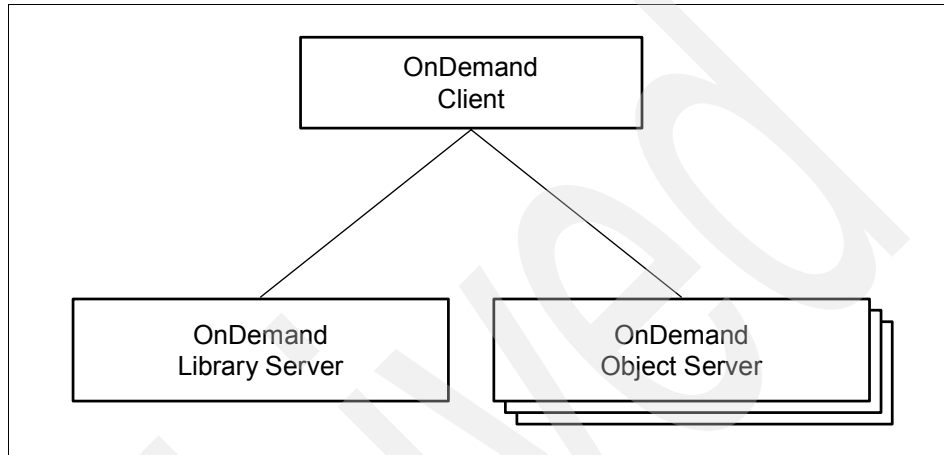 OnDemand
Client
OnDemand
Library Server
OnDemand
Object Server